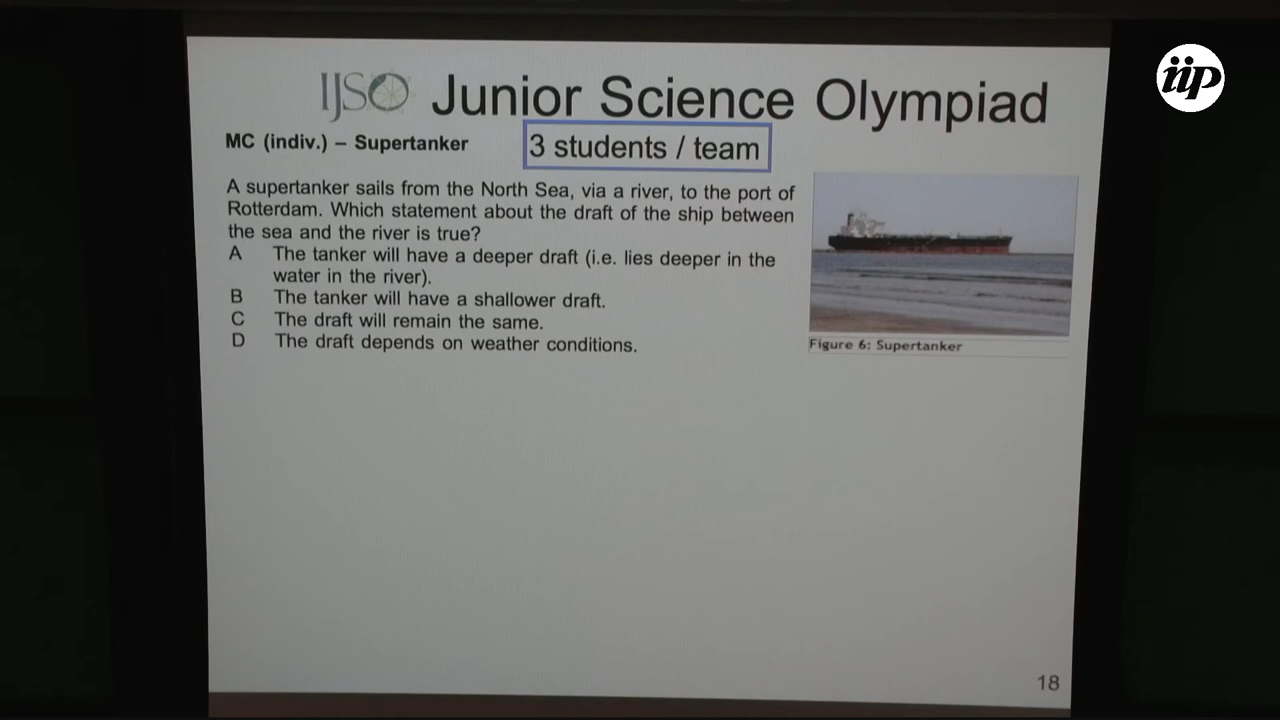 IJSO Junior Science Olympiad
MC (indiv.) – Supertanker
3 students / team
A supertanker sails from the North Sea, via a river, to the port of
Rotterdam. Which statement about the draft of the ship between
the sea and the river is true?
A The tanker will have a deeper draft (i.e. lies deeper in the
water in the river).
B The tanker will have a shallower draft.
C The draft will remain the same.
D The draft depends on weather conditions.
Figure 6: Supertanker
18
iip